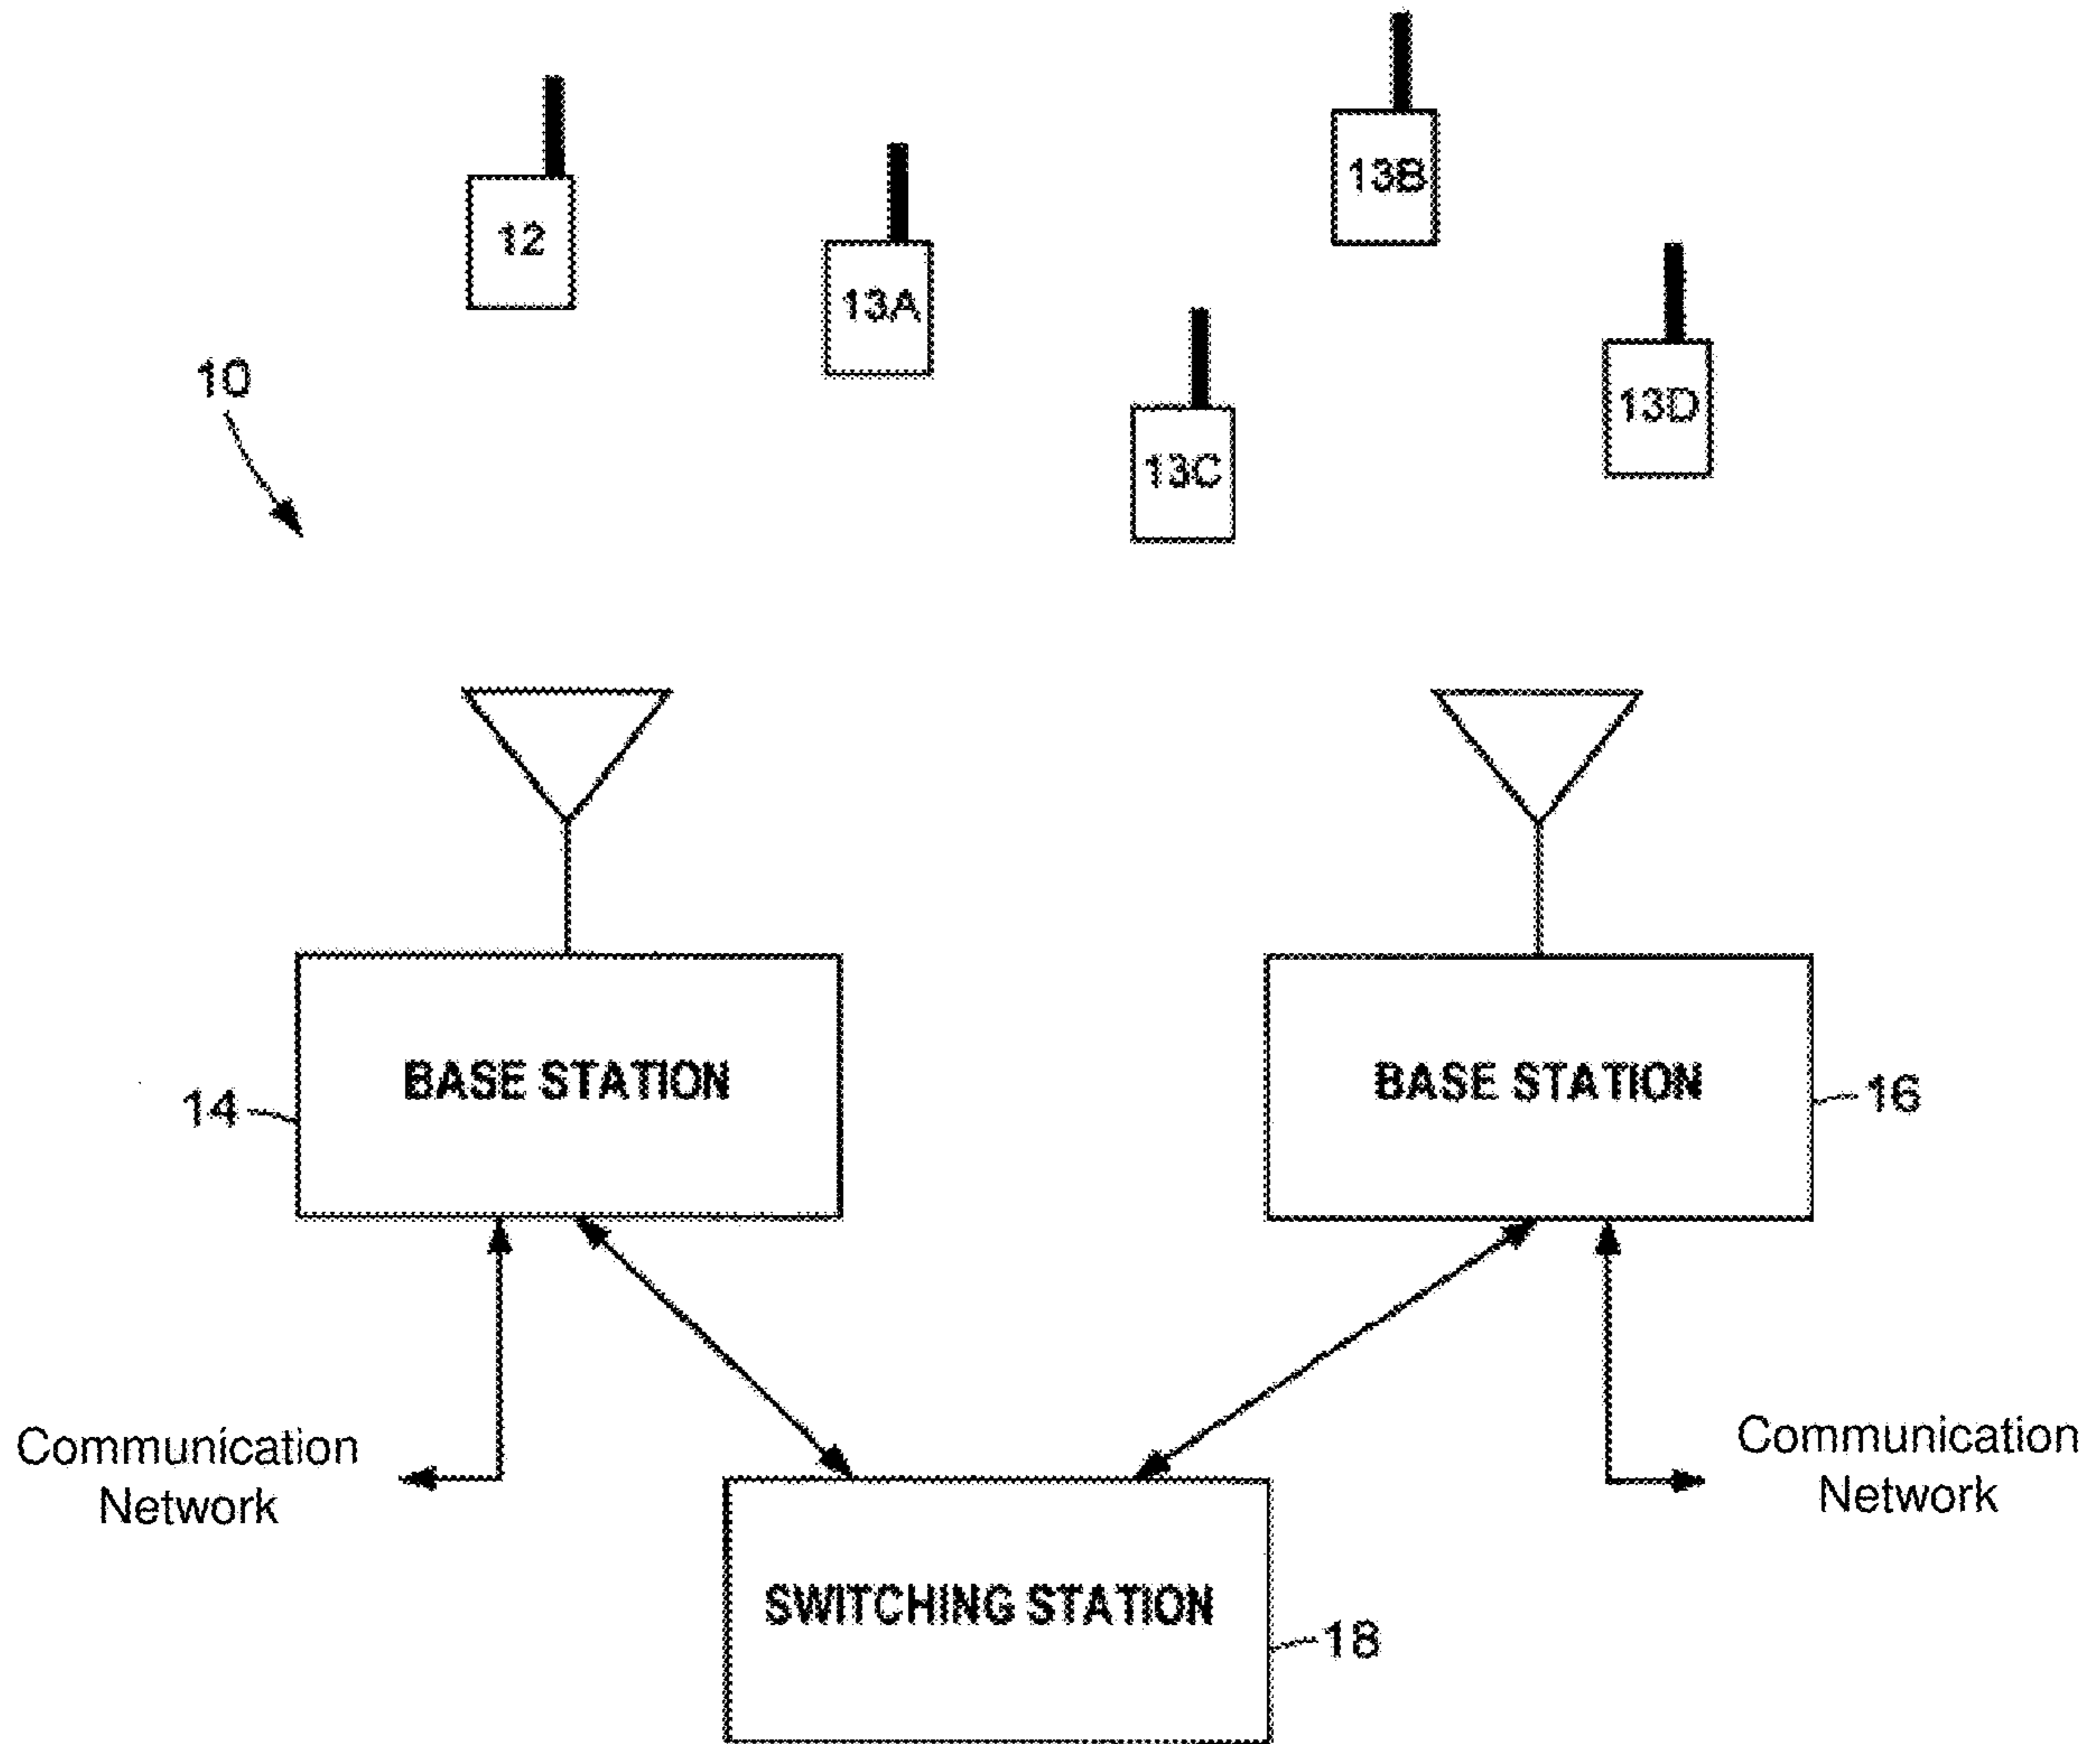 13B
12
13A
10
13D
13C
BASE STATION
BASE STATION
14
16
Communication
Network
Communication
Network
SWITCHING STATION
18